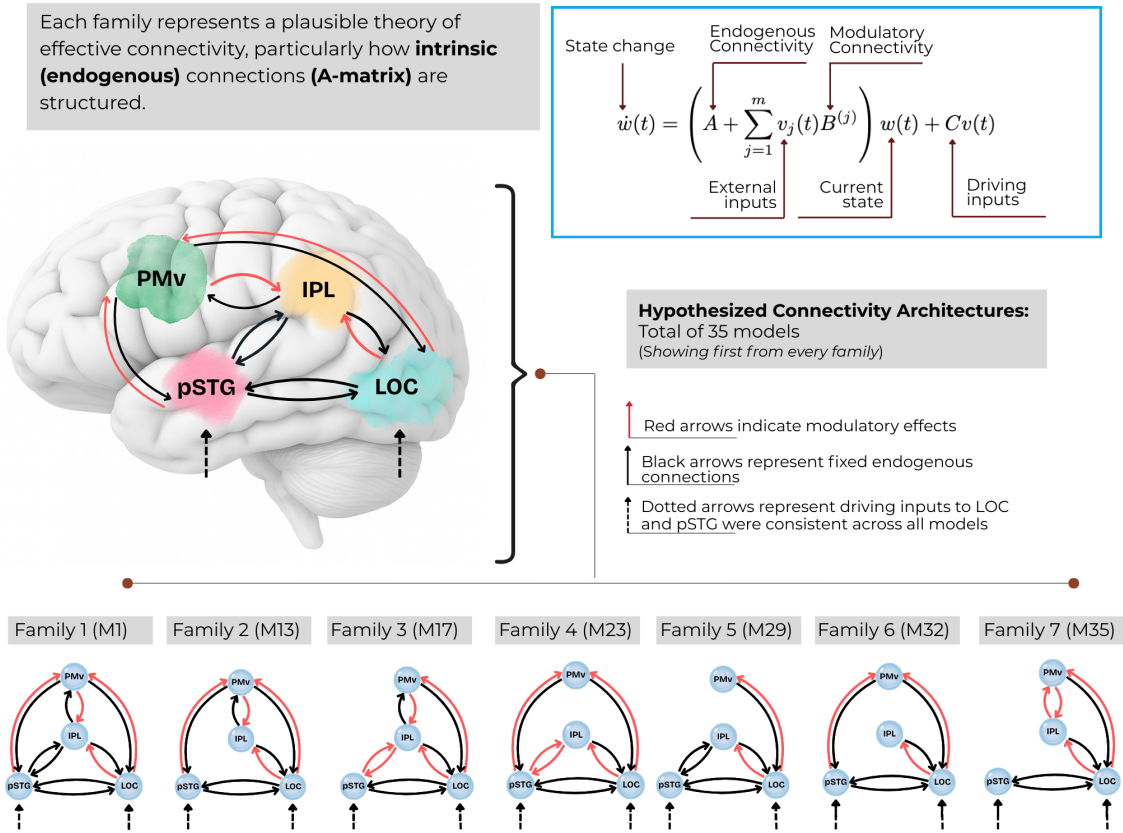 Each family represents a plausible theory of
effective connectivity, particularly how intrinsic
(endogenous) connections (A-matrix) are
structured.
State change
Endogenous
Connectivity
Modulatory
Connectivity
ẇ(t) = (A + ∑_{j=1}^{m} v_j(t)B^{(j)}) w(t) + Cv(t)
External
inputs
Current
state
Driving
inputs
PMv
IPL
pSTG
LOC
Hypothesized Connectivity Architectures:
Total of 35 models
(Showing first from every family)
Red arrows indicate modulatory effects
Black arrows represent fixed endogenous
connections
Dotted arrows represent driving inputs to LOC
and pSTG were consistent across all models
Family 1 (M1)
Family 2 (M13)
Family 3 (M17)
Family 4 (M23)
Family 5 (M29)
Family 6 (M32)
Family 7 (M35)
PMv
IPL
pSTG
LOC
PMv
IPL
pSTG
LOC
PMv
IPL
pSTG
LOC
PMv
IPL
pSTG
LOC
PMv
IPL
pSTG
LOC
PMv
IPL
pSTG
LOC
PMv
IPL
pSTG
LOC